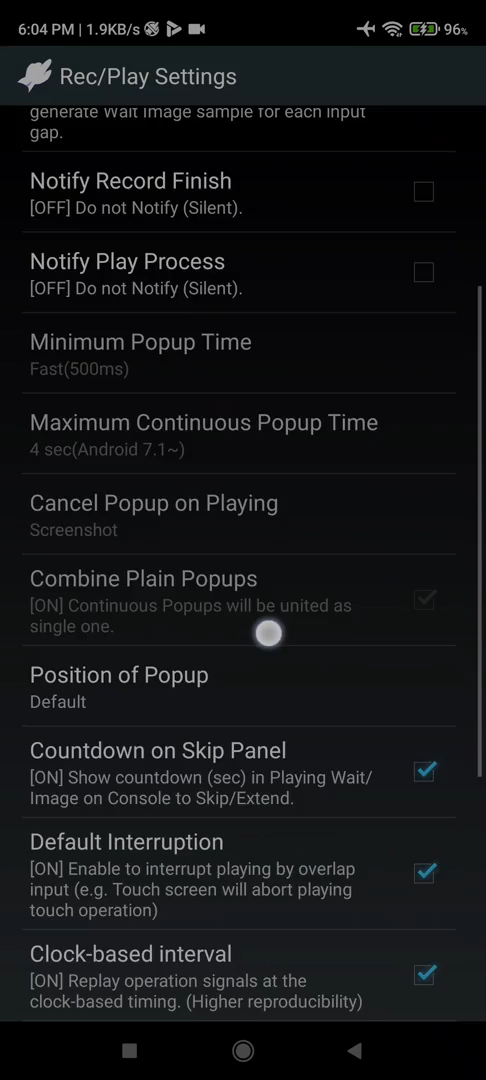 6:04 PM | 1.9KB/s
96%
Rec/Play Settings
generate Wait Image sample for each input
gap.
Notify Record Finish
[OFF] Do not Notify (Silent).
Notify Play Process
[OFF] Do not Notify (Silent).
Minimum Popup Time
Fast(500ms)
Maximum Continuous Popup Time
4 sec(Android 7.1~)
Cancel Popup on Playing
Screenshot
Combine Plain Popups
[ON] Continuous Popups will be united as
single one.
Position of Popup
Default
Countdown on Skip Panel
[ON] Show countdown (sec) in Playing Wait/
Image on Console to Skip/Extend.
Default Interruption
[ON] Enable to interrupt playing by overlap
input (e.g. Touch screen will abort playing
touch operation)
Clock-based interval
[ON] Replay operation signals at the
clock-based timing. (Higher reproducibility)